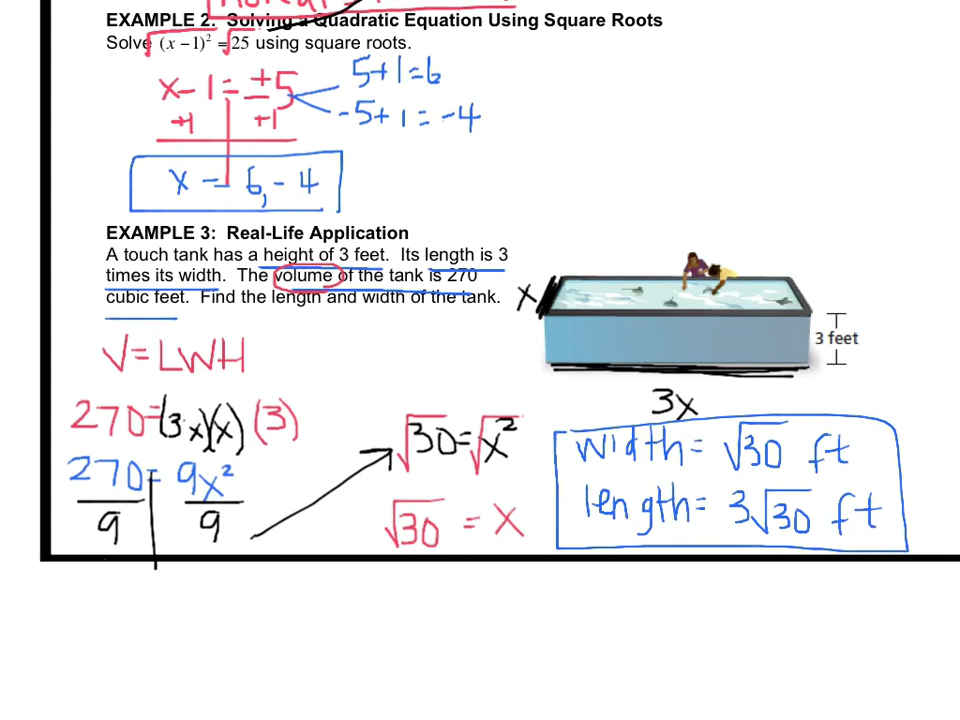 EXAMPLE 2: Solving a Quadratic Equation Using Square Roots
Solve √(x – 1)² = √25 using square roots.
x - 1 = ±5
+1 +1
5+1=6
-5+1=-4
x = 6, -4
EXAMPLE 3: Real-Life Application
A touch tank has a height of 3 feet. Its length is 3
times its width. The volume of the tank is 270
cubic feet. Find the length and width of the tank.
x
3 feet
3x
V=LWH
270=(3x)(x)(3)
270=9x²
9 9
√30=√x²
√30 = x
width= √30 ft
length= 3√30 ft